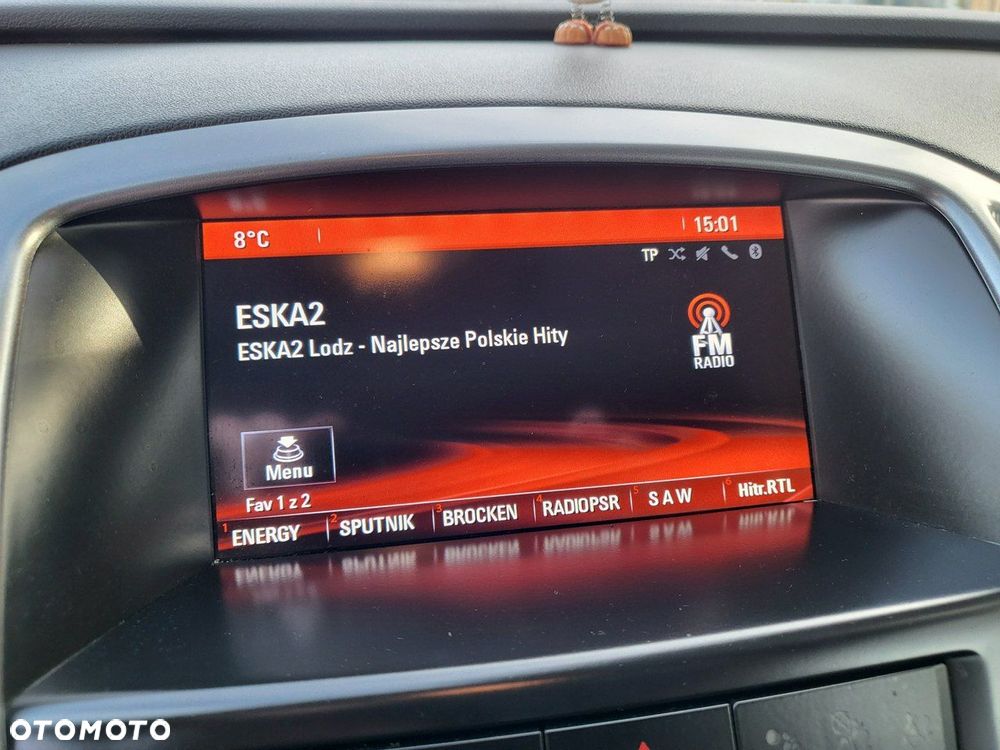 8°C 15:01
TP
ESKA2
ESKA2 Lodz - Najlepsze Polskie Hity
FM
RADIO
Menu
Fav 1 z 2
1 ENERGY 2 SPUTNIK 3 BROCKEN 4 RADIOPSR 5 S A W 6 Hitr.RTL
OTOMOTO